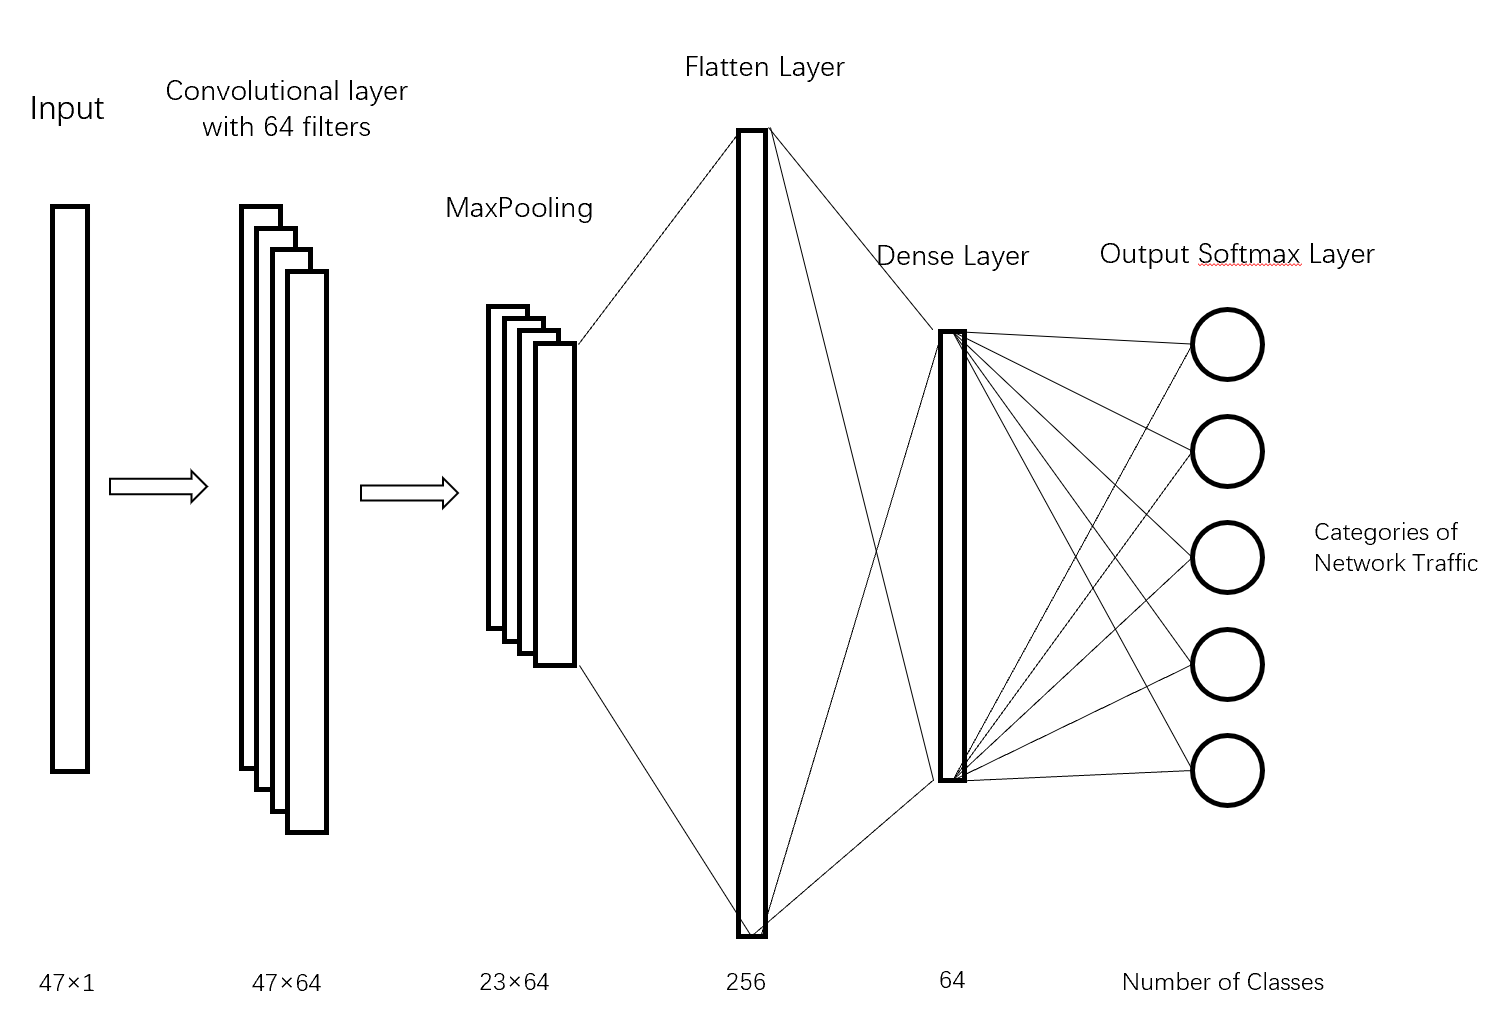 Input
Convolutional layer
with 64 filters
MaxPooling
Flatten Layer
Dense Layer
Output Softmax Layer
Categories of
Network Traffic
47×1
47×64
23×64
256
64
Number of Classes